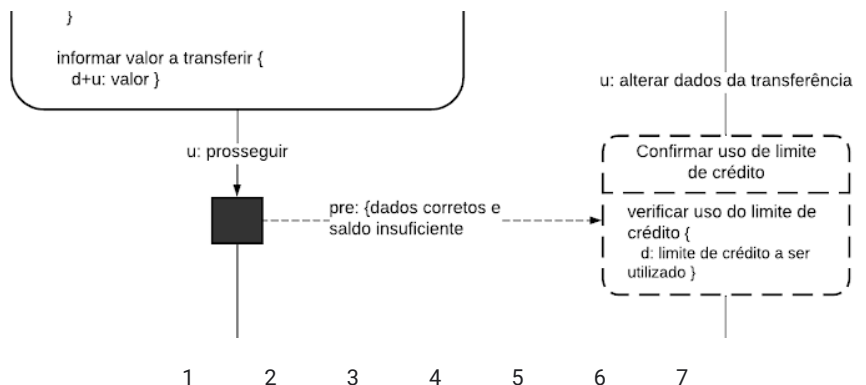 }
informar valor a transferir {
d+u: valor }
u: alterar dados da transferência
u: prosseguir
Confirmar uso de limite
de crédito
pre: {dados corretos e
saldo insuficiente
verificar uso do limite de
crédito {
d: limite de crédito a ser
utilizado }
1 2 3 4 5 6 7